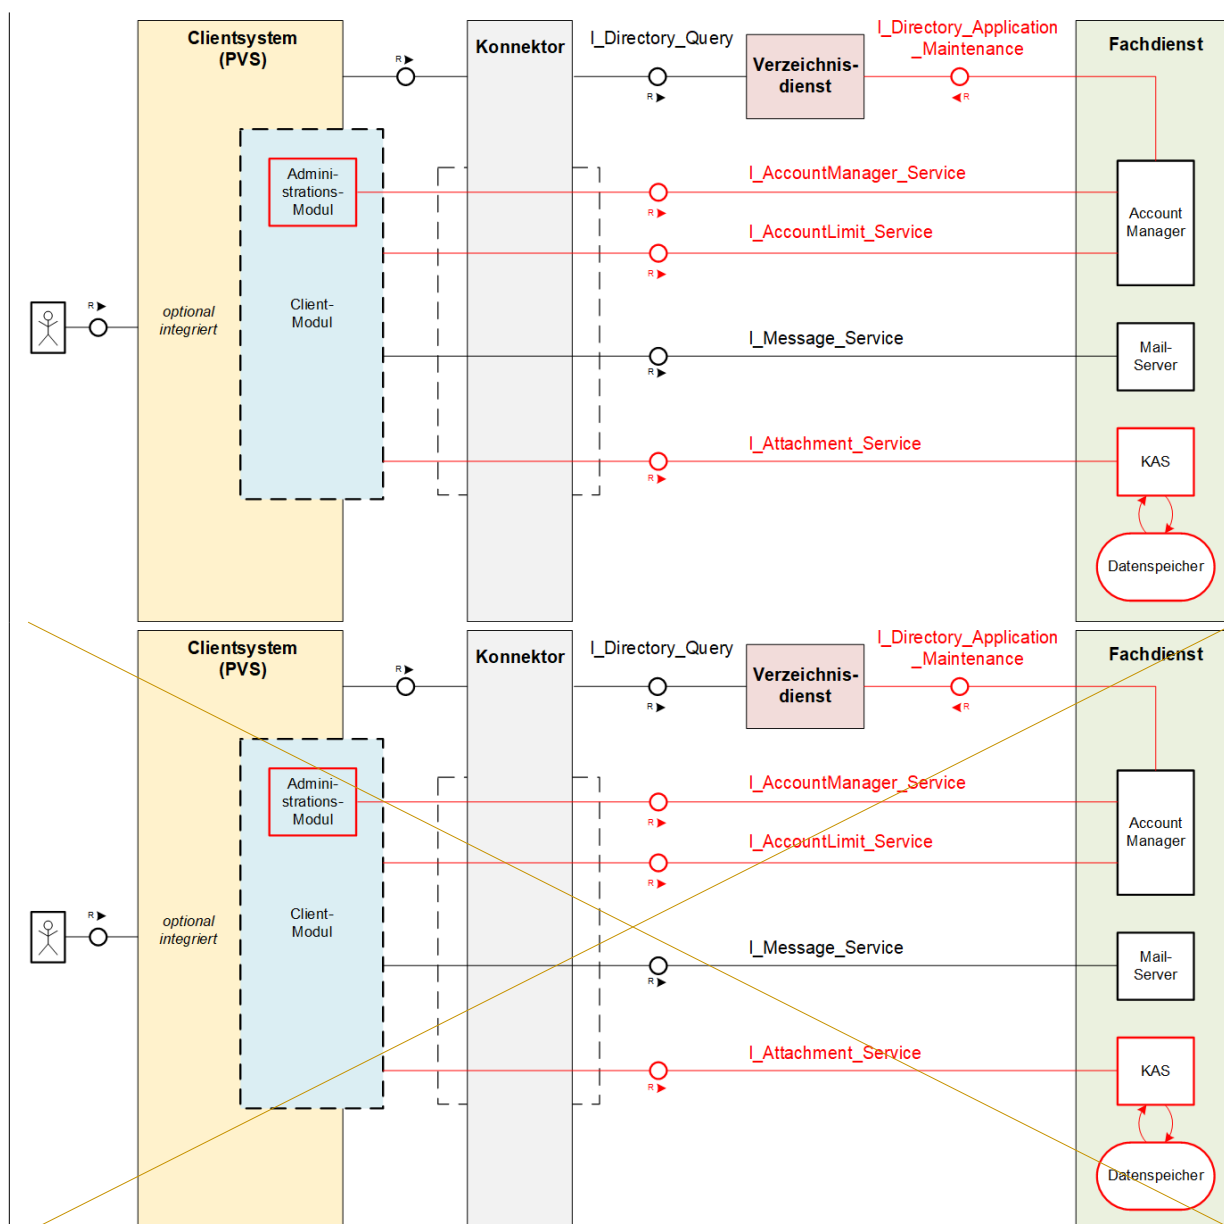 Clientsystem
(PVS)
Konnektor
I_Directory_Query
Verzeichnis-
dienst
I_Directory_Application
_Maintenance
Fachdienst
R
R
R
Admini-
strations-
Modul
I_AccountManager_Service
R
Account
Manager
I_AccountLimit_Service
R
R
optional
integriert
Client-
Modul
I_Message_Service
R
Mail-
Server
I_Attachment_Service
R
KAS
Datenspeicher
Clientsystem
(PVS)
Konnektor
I_Directory_Query
Verzeichnis-
dienst
I_Directory_Application
_Maintenance
Fachdienst
R
R
R
Admini-
strations-
Modul
I_AccountManager_Service
R
Account
Manager
I_AccountLimit_Service
R
R
optional
integriert
Client-
Modul
I_Message_Service
R
Mail-
Server
I_Attachment_Service
R
KAS
Datenspeicher